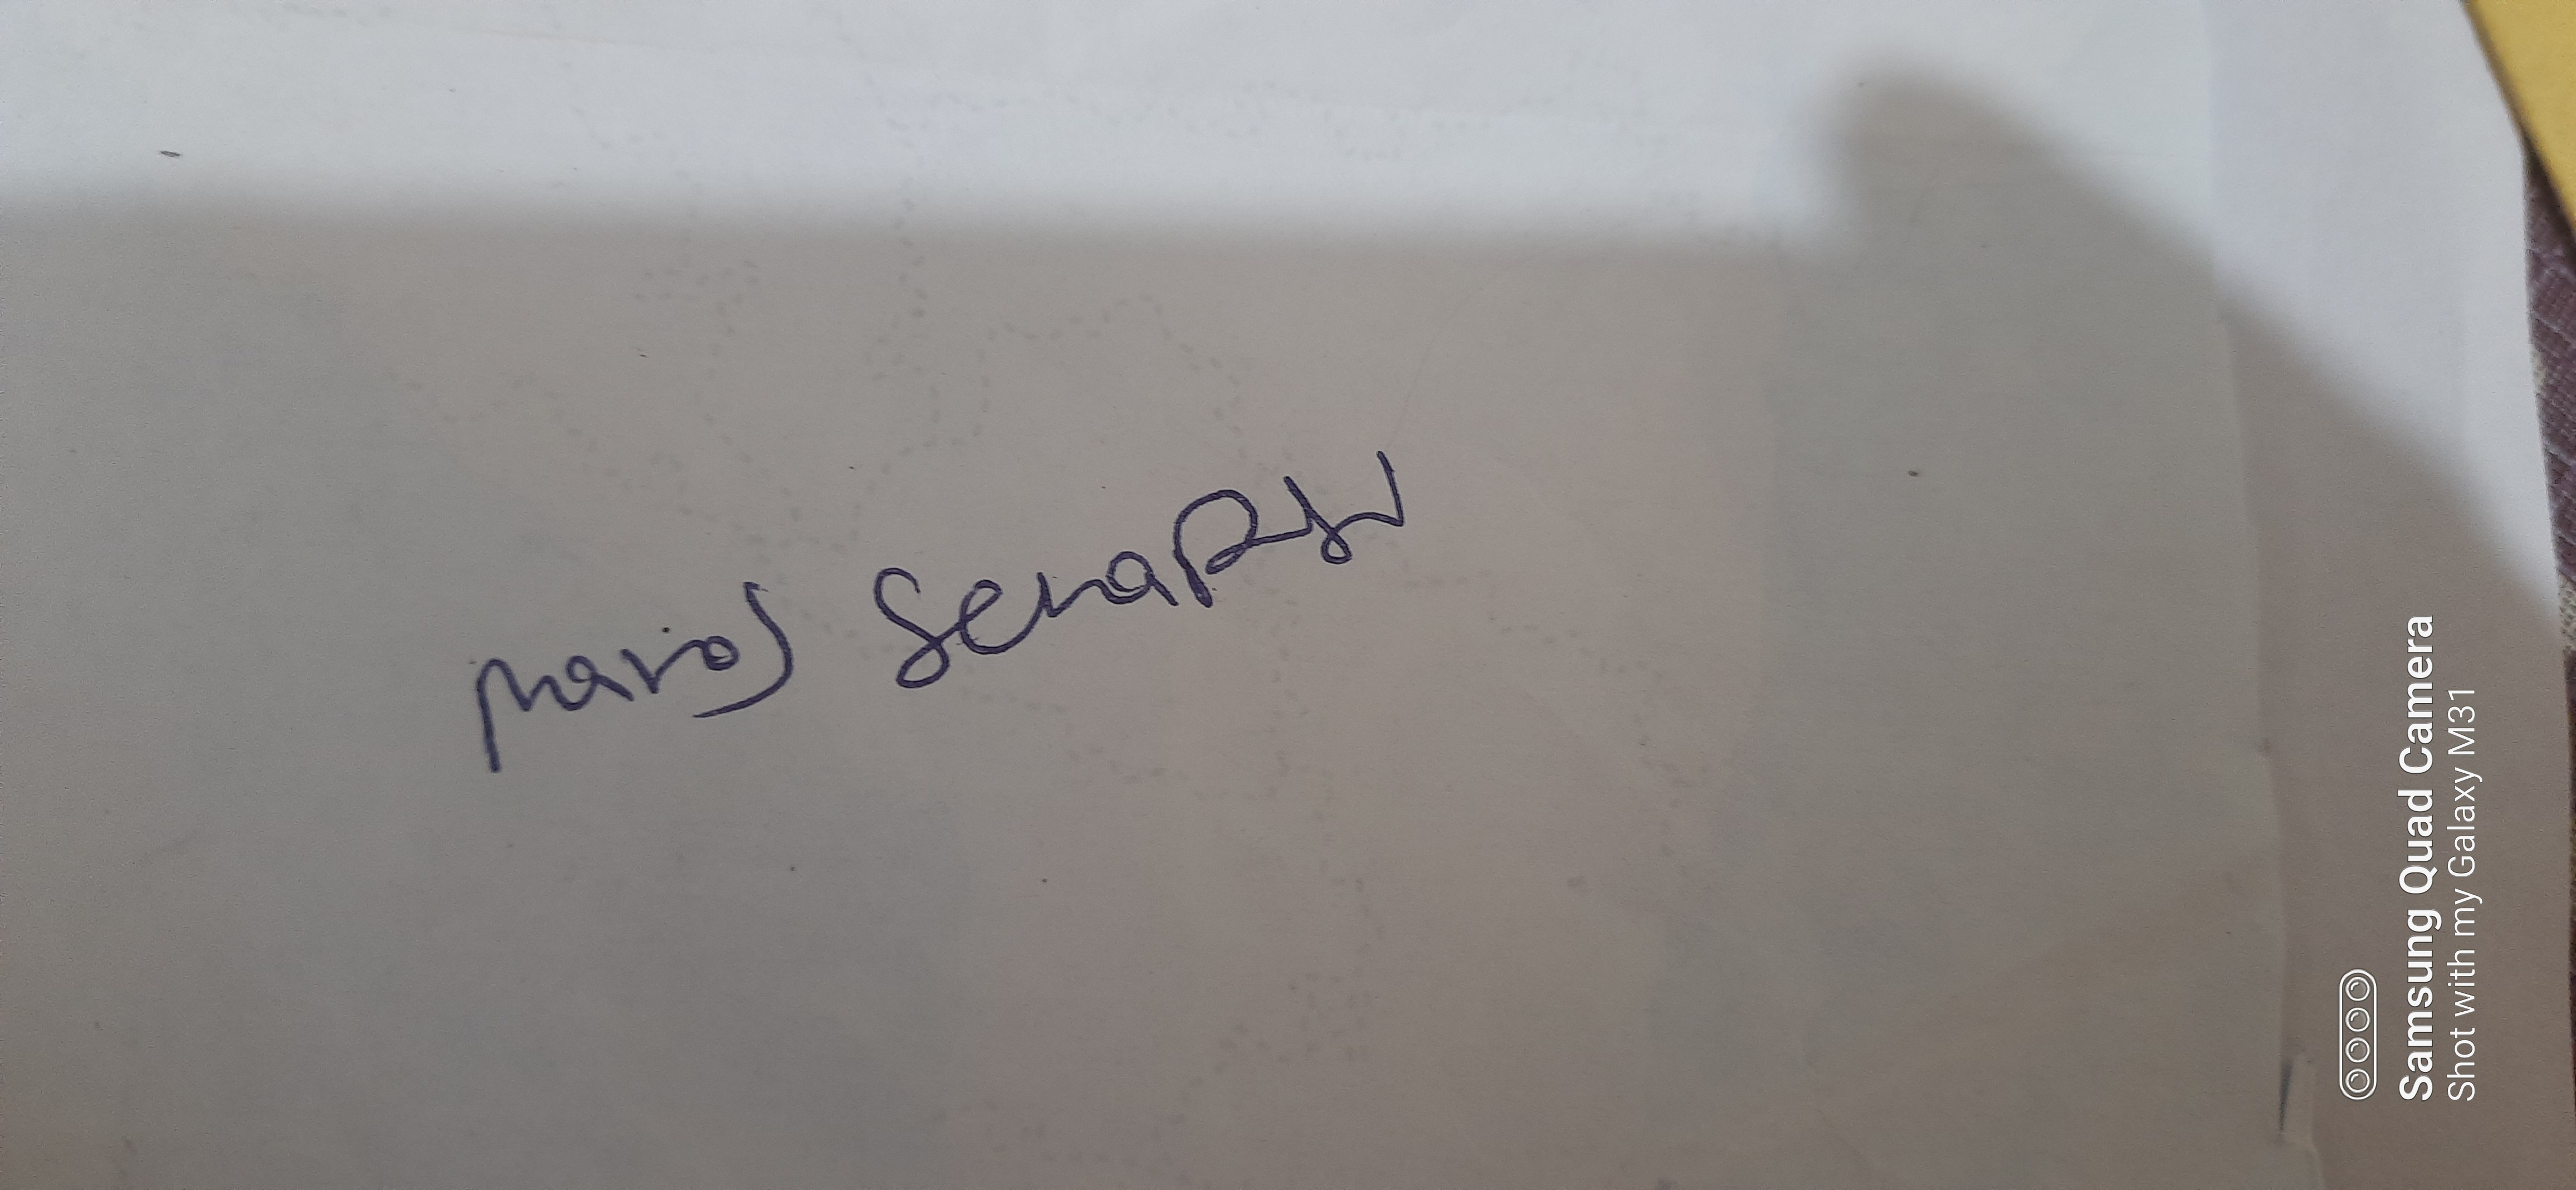 Manoj Senapati
Samsung Quad Camera
Shot with my Galaxy M31